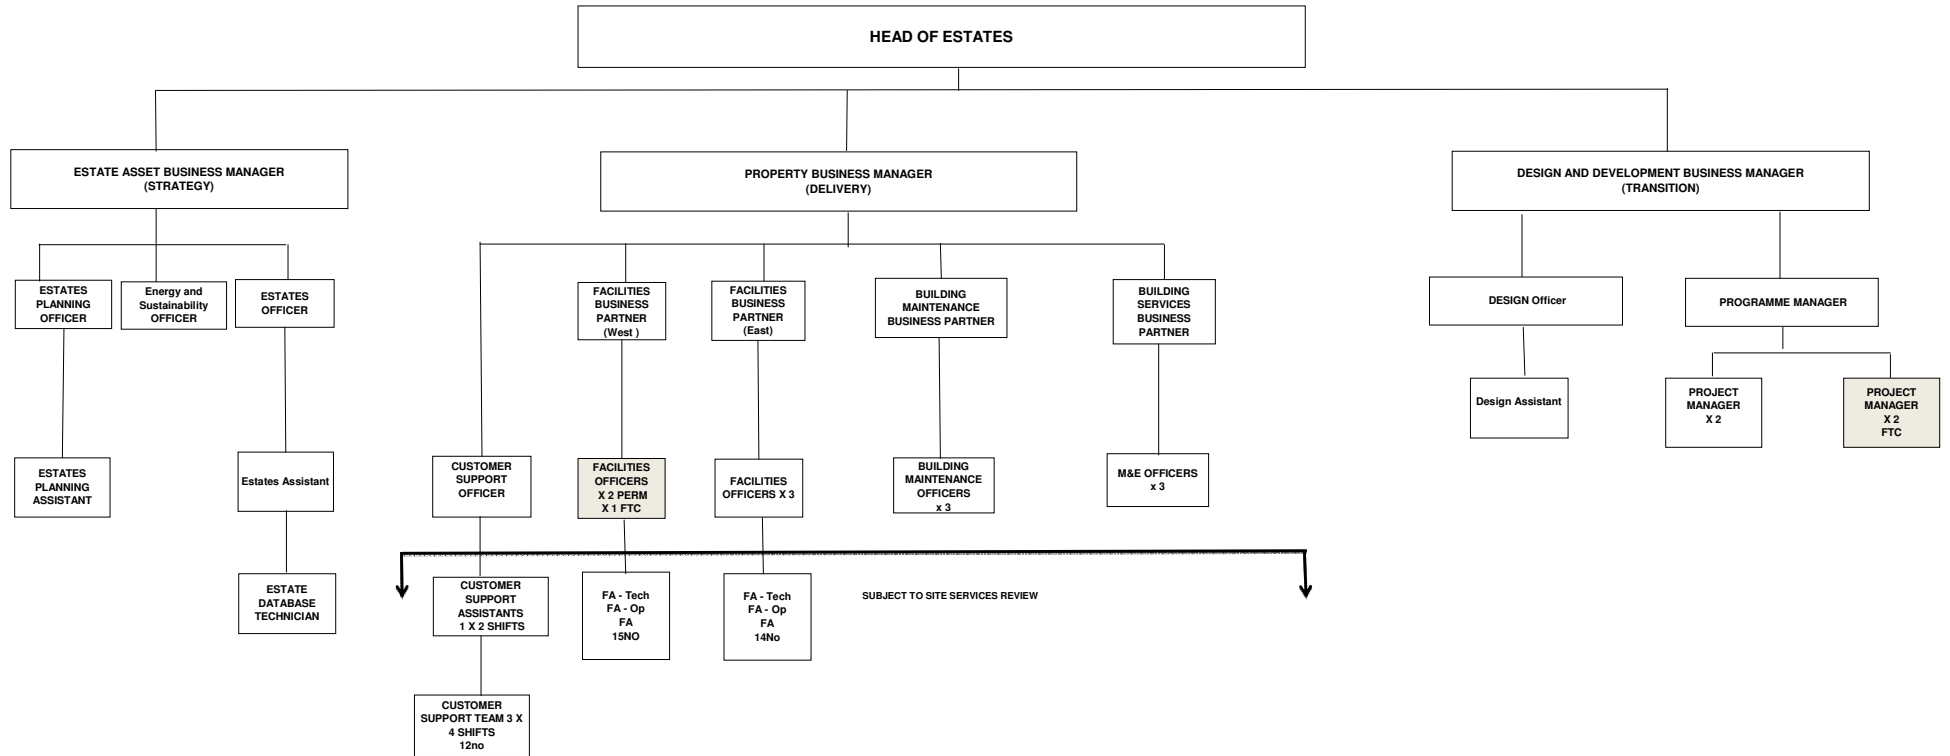 HEAD OF ESTATES
ESTATE ASSET BUSINESS MANAGER
(STRATEGY)
PROPERTY BUSINESS MANAGER
(DELIVERY)
DESIGN AND DEVELOPMENT BUSINESS MANAGER
(TRANSITION)
ESTATES
PLANNING
OFFICER
Energy and
Sustainability
OFFICER
ESTATES
OFFICER
FACILITIES
BUSINESS
PARTNER
(West )
FACILITIES
BUSINESS
PARTNER
(East)
BUILDING
MAINTENANCE
BUSINESS PARTNER
BUILDING
SERVICES
BUSINESS
PARTNER
DESIGN Officer
PROGRAMME MANAGER
Design Assistant
PROJECT
MANAGER
X 2
PROJECT
MANAGER
X 2
FTC
ESTATES
PLANNING
ASSISTANT
Estates Assistant
CUSTOMER
SUPPORT
OFFICER
FACILITIES
OFFICERS
X 2 PERM
X 1 FTC
FACILITIES
OFFICERS X 3
BUILDING
MAINTENANCE
OFFICERS
x 3
M&E OFFICERS
x 3
ESTATE
DATABASE
TECHNICIAN
CUSTOMER
SUPPORT
ASSISTANTS
1 X 2 SHIFTS
FA - Tech
FA - Op
FA
15NO
FA - Tech
FA - Op
FA
14No
SUBJECT TO SITE SERVICES REVIEW
CUSTOMER
SUPPORT TEAM 3 X
4 SHIFTS
12no